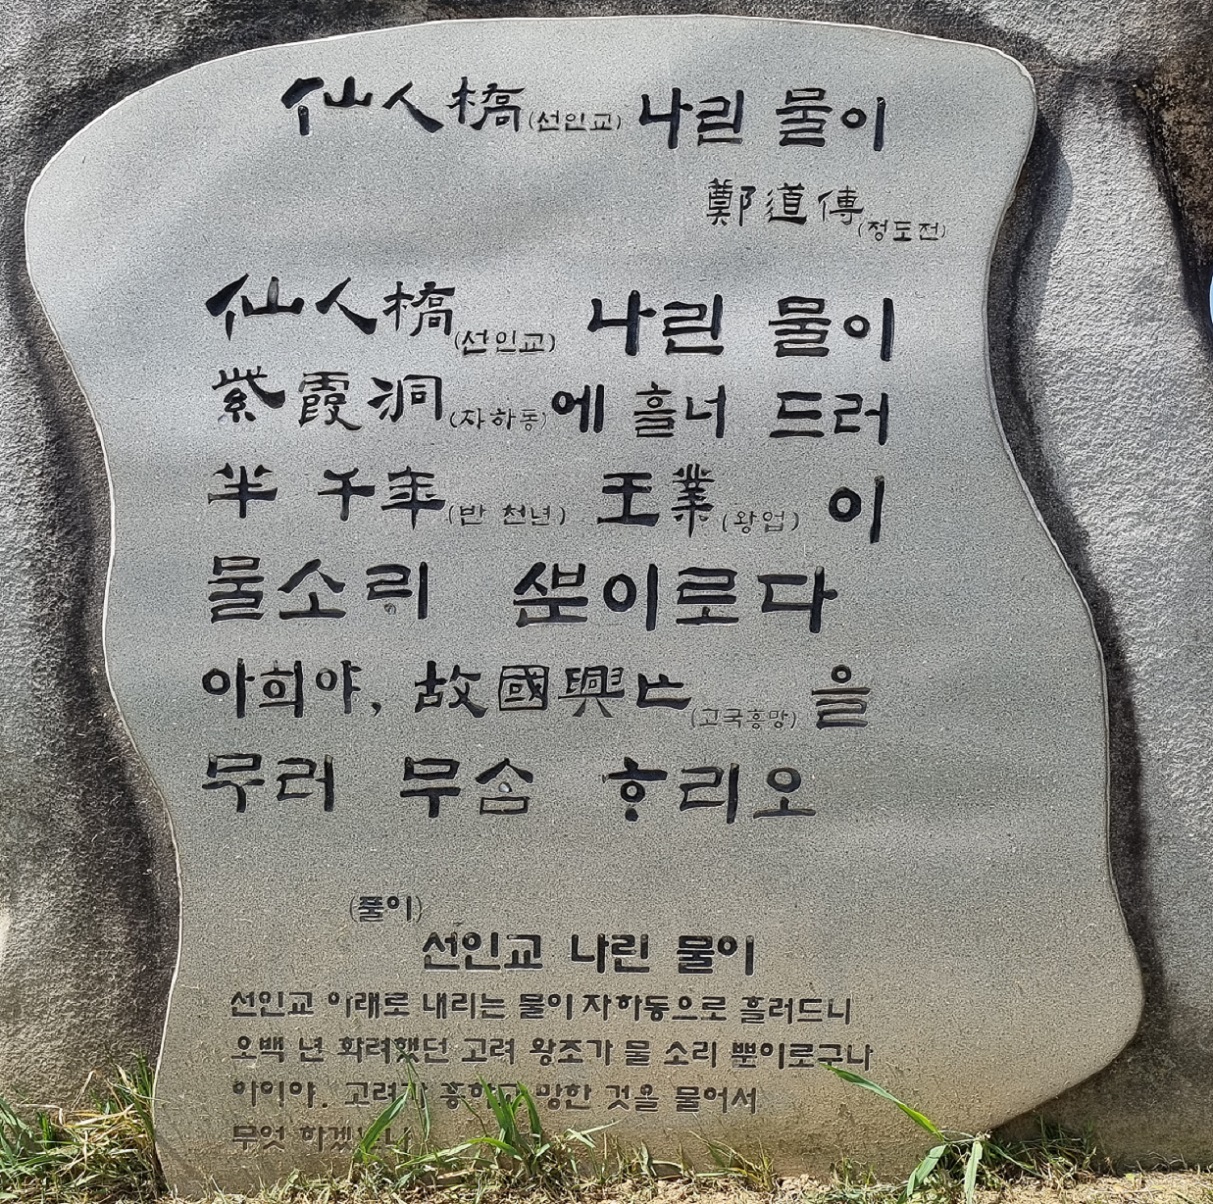 仙人橋(선인교) 나린 물이
鄭道傳(정도전)
仙人橋(선인교) 나린 물이
紫霞洞(자하동)에 흘너 드러
半 千年(반 천년) 王業(왕업) 이
물소리 ᄲᅮᆫ이로다
아희야, 故國興亡(고국흥망) 을
무러 무ᄉᆞᆷ ᄒᆞ리오
(풀이)
선인교 나린 물이
선인교 아래로 내리는 물이 자하동으로 흘러드니
오백 년 화려했던 고려 왕조가 물 소리 뿐이로구나
아이야. 고려가 흥하고 망한 것을 물어서
무엇